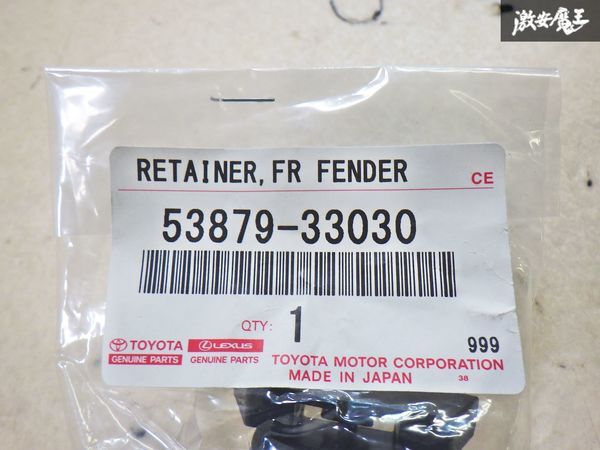 激安魔王
RETAINER, FR FENDER
CE
53879-33030
QTY: 1
999
TOYOTA
GENUINE PARTS
LEXUS
GENUINE PARTS
TOYOTA MOTOR CORPORATION
MADE IN JAPAN
38